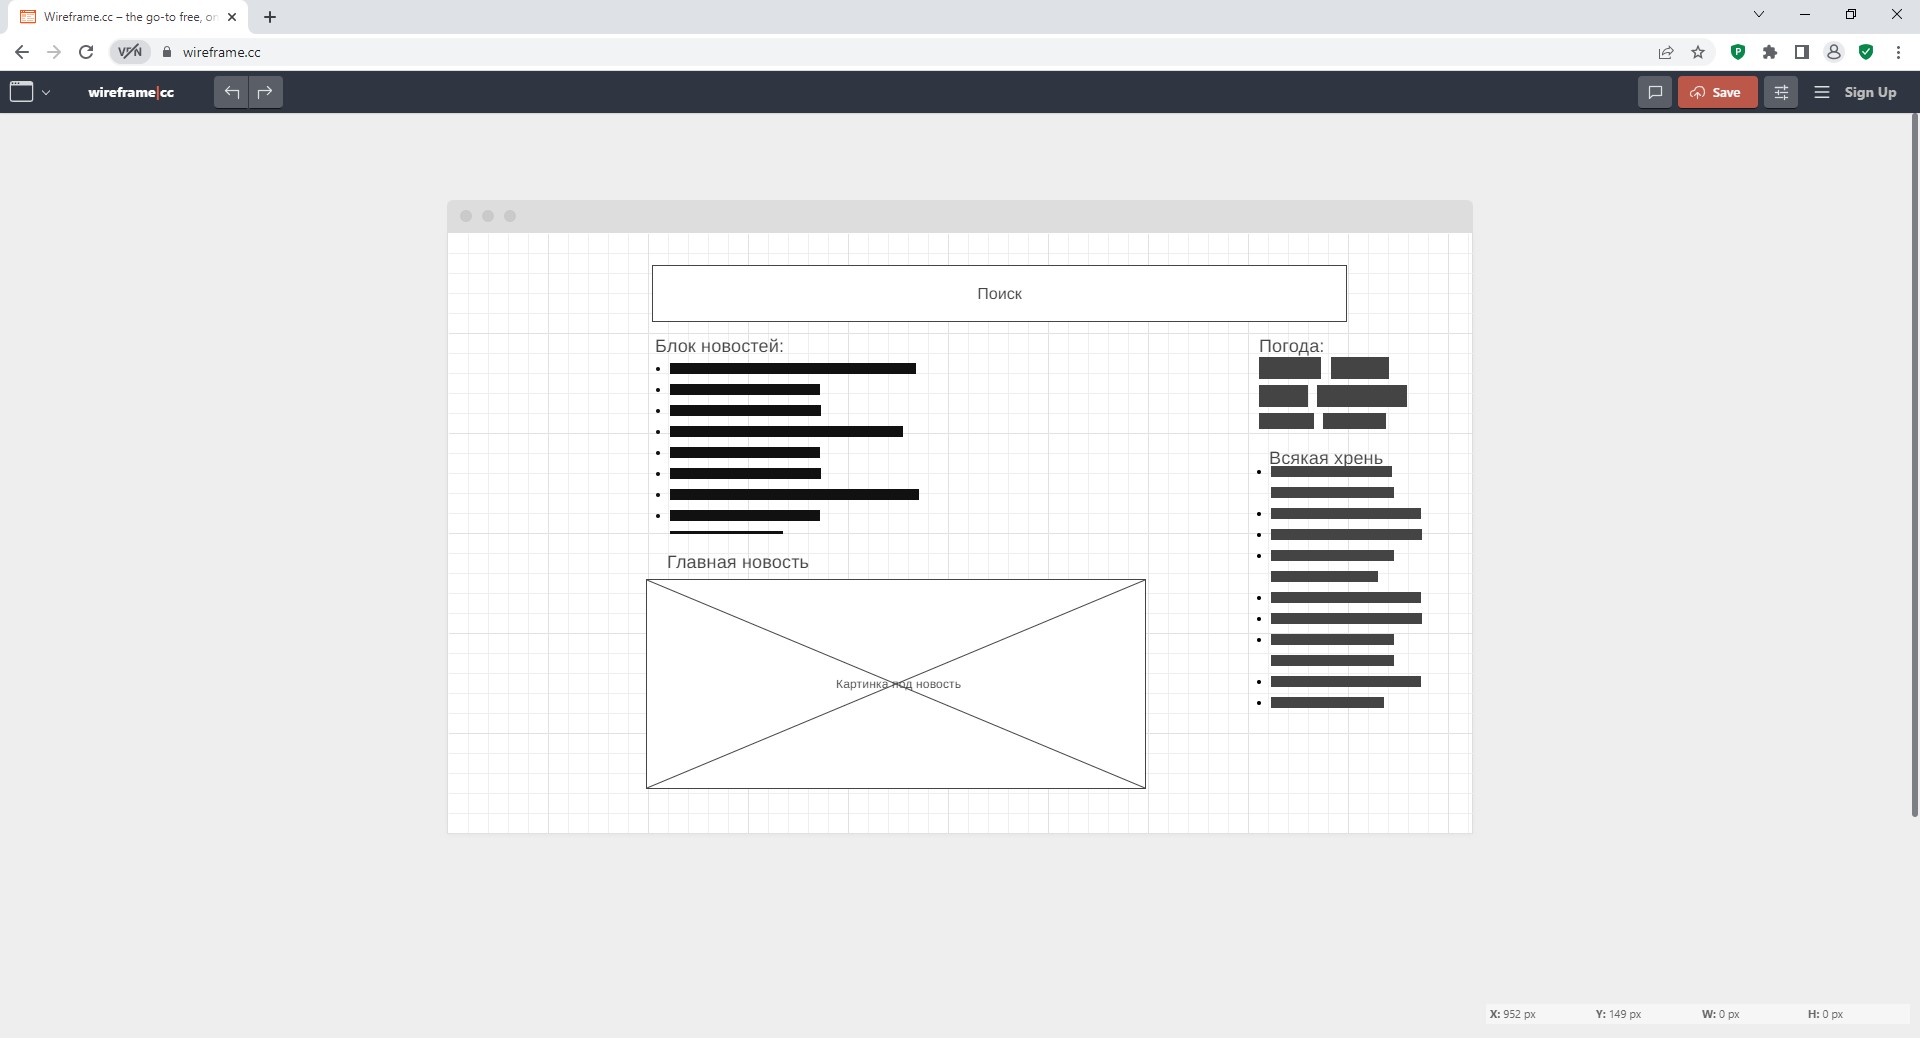 Wireframe.cc – the go-to free, on
VPN
wireframe.cc
wireframe|cc
Save
Sign Up
Поиск
Блок новостей:
Погода:
Всякая хрень
Главная новость
Картинка под новость
X: 952 px Y: 149 px W: 0 px H: 0 px